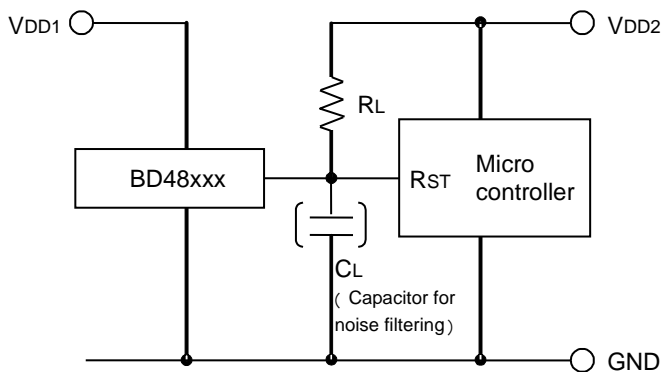 VDD1
VDD2
RL
BD48xxx
RST
Micro
controller
CL
( Capacitor for
noise filtering )
GND